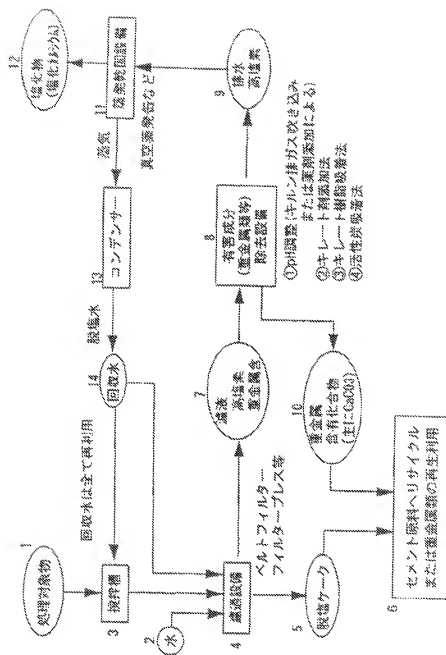 1
処理対象物
3
撹拌槽
2
水
4
濾過設備
5
脱塩ケーク
6
セメント原料へリサイクル
または重金属類の再生利用
回収水は全て再利用
14
回収水
脱塩水
13
コンデンサー
蒸気
真空蒸発缶など
11
蒸発乾固設備
12
塩化物
(塩化カルシウム)
ベルトフィルター
フィルタープレス等
7
濾液
高塩素
重金属含
8
有害成分
(重金属類等)
除去設備
9
排水
高塩素
①pH調整(キルン排ガス吹き込み
または薬剤添加による)
②キレート剤添加法
③キレート樹脂吸着法
④活性炭吸着法
10
重金属
含有化合物
(主にCaCO3)